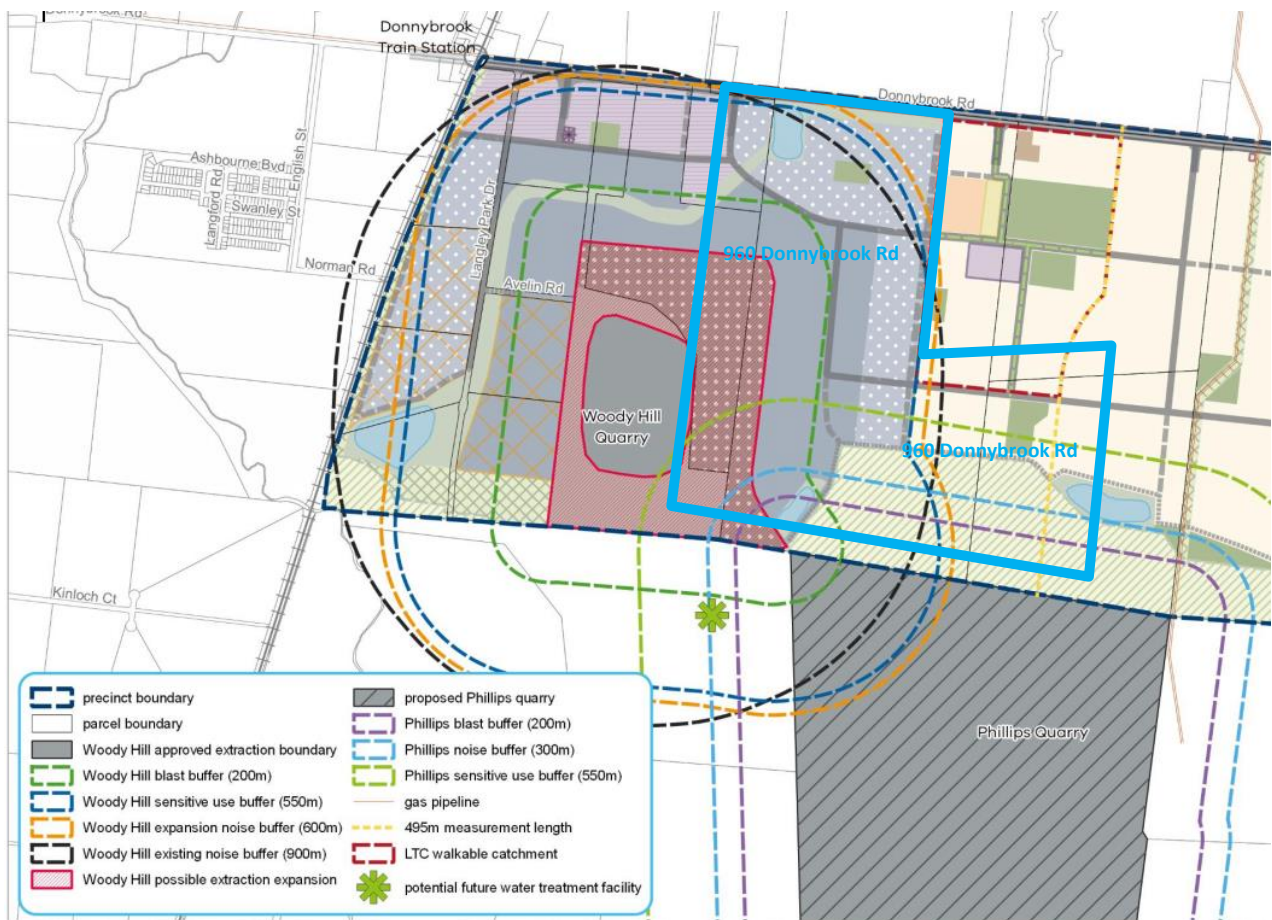 Donnybrook Rd
Donnybrook
Train Station
Donnybrook Rd
Ashbourne Bvd
Langford Rd
English St
Swanley St
Norman Rd
Langley Park Dr
Avelin Rd
960 Donnybrook Rd
Woody Hill
Quarry
960 Donnybrook Rd
Kinloch Ct
Phillips Quarry
precinct boundary
parcel boundary
Woody Hill approved extraction boundary
Woody Hill blast buffer (200m)
Woody Hill sensitive use buffer (550m)
Woody Hill expansion noise buffer (600m)
Woody Hill existing noise buffer (900m)
Woody Hill possible extraction expansion
proposed Phillips quarry
Phillips blast buffer (200m)
Phillips noise buffer (300m)
Phillips sensitive use buffer (550m)
gas pipeline
495m measurement length
LTC walkable catchment
potential future water treatment facility